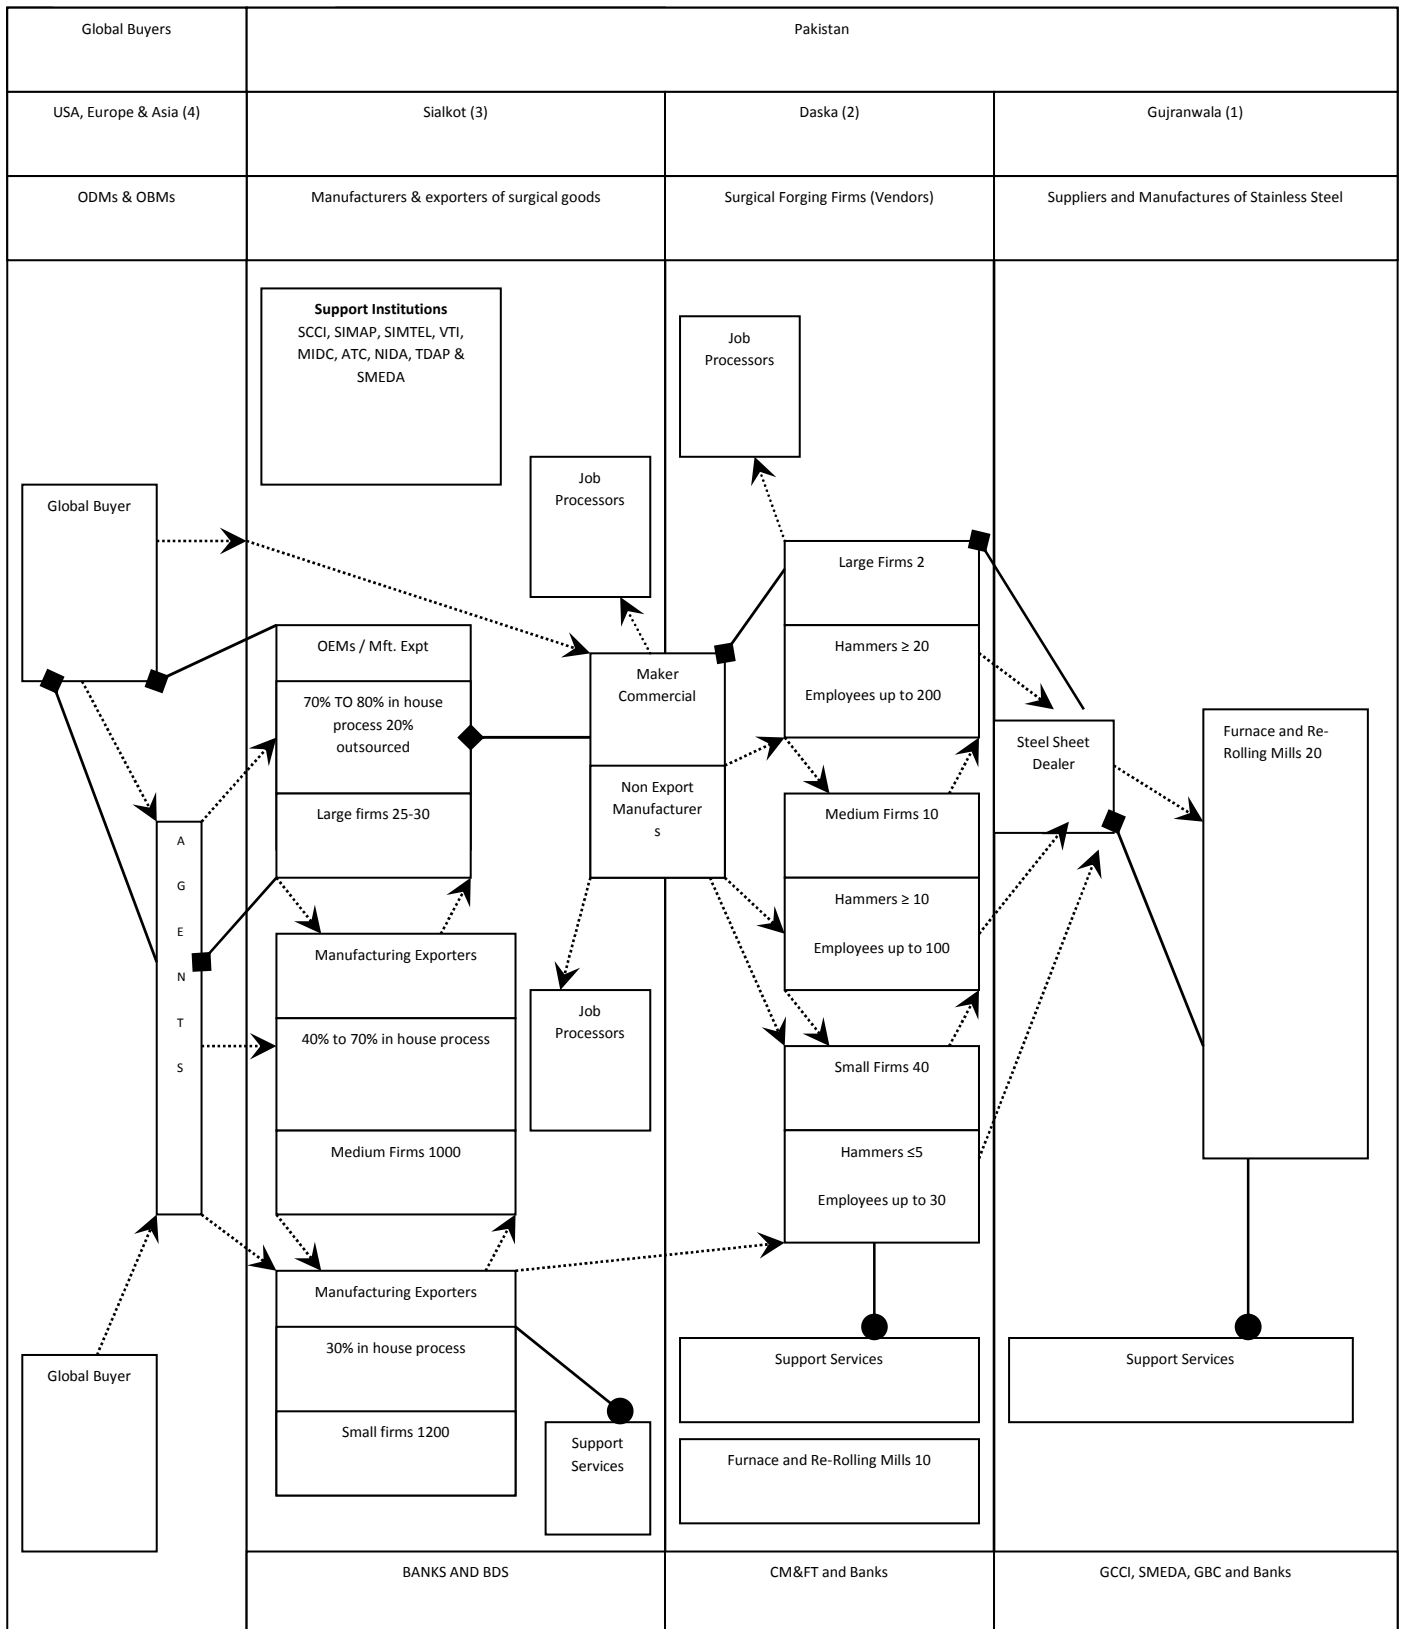 Global Buyers
Pakistan
USA, Europe & Asia (4)
Sialkot (3)
Daska (2)
Gujranwala (1)
ODMs & OBMs
Manufacturers & exporters of surgical goods
Surgical Forging Firms (Vendors)
Suppliers and Manufactures of Stainless Steel
Global Buyer
A
G
E
N
T
S
Global Buyer
Support Institutions
SCCI, SIMAP, SIMTEL, VTI,
MIDC, ATC, NIDA, TDAP &
SMEDA
Job
Processors
OEMs / Mft. Expt
70% TO 80% in house
process 20%
outsourced
Large firms 25-30
Maker
Commercial
Non Export
Manufacturer
s
Manufacturing Exporters
40% to 70% in house process
Medium Firms 1000
Job
Processors
Manufacturing Exporters
30% in house process
Small firms 1200
Support
Services
Job
Processors
Large Firms 2
Hammers ≥ 20
Employees up to 200
Medium Firms 10
Hammers ≥ 10
Employees up to 100
Small Firms 40
Hammers ≤5
Employees up to 30
Support Services
Furnace and Re-Rolling Mills 10
Steel Sheet
Dealer
Furnace and Re-
Rolling Mills 20
Support Services
BANKS AND BDS
CM&FT and Banks
GCCI, SMEDA, GBC and Banks